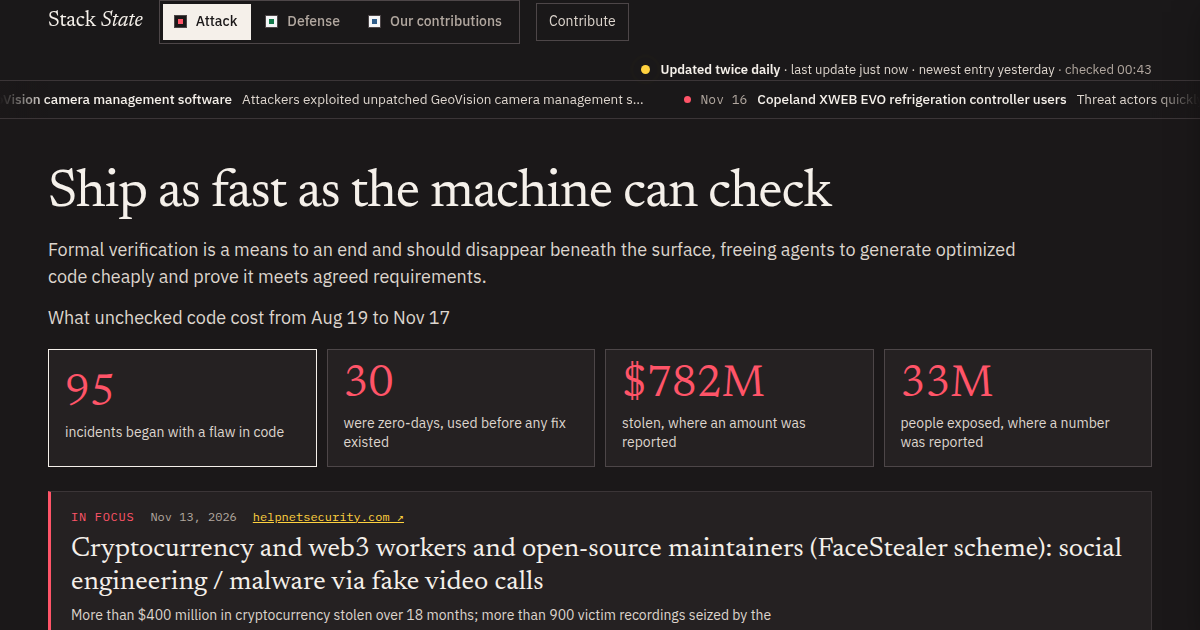 Stack State
Attack
Defense
Our contributions
Contribute
Updated twice daily · last update just now · newest entry yesterday · checked 00:43
Vision camera management software Attackers exploited unpatched GeoVision camera management s...
Nov 16 Copeland XWEB EVO refrigeration controller users Threat actors quick
Ship as fast as the machine can check
Formal verification is a means to an end and should disappear beneath the surface, freeing agents to generate optimized
code cheaply and prove it meets agreed requirements.
What unchecked code cost from Aug 19 to Nov 17
95
incidents began with a flaw in code
30
were zero-days, used before any fix
existed
$782M
stolen, where an amount was
reported
33M
people exposed, where a number
was reported
IN FOCUS Nov 13, 2026 helpnetsecurity.com ↗
Cryptocurrency and web3 workers and open-source maintainers (FaceStealer scheme): social
engineering / malware via fake video calls
More than $400 million in cryptocurrency stolen over 18 months; more than 900 victim recordings seized by the